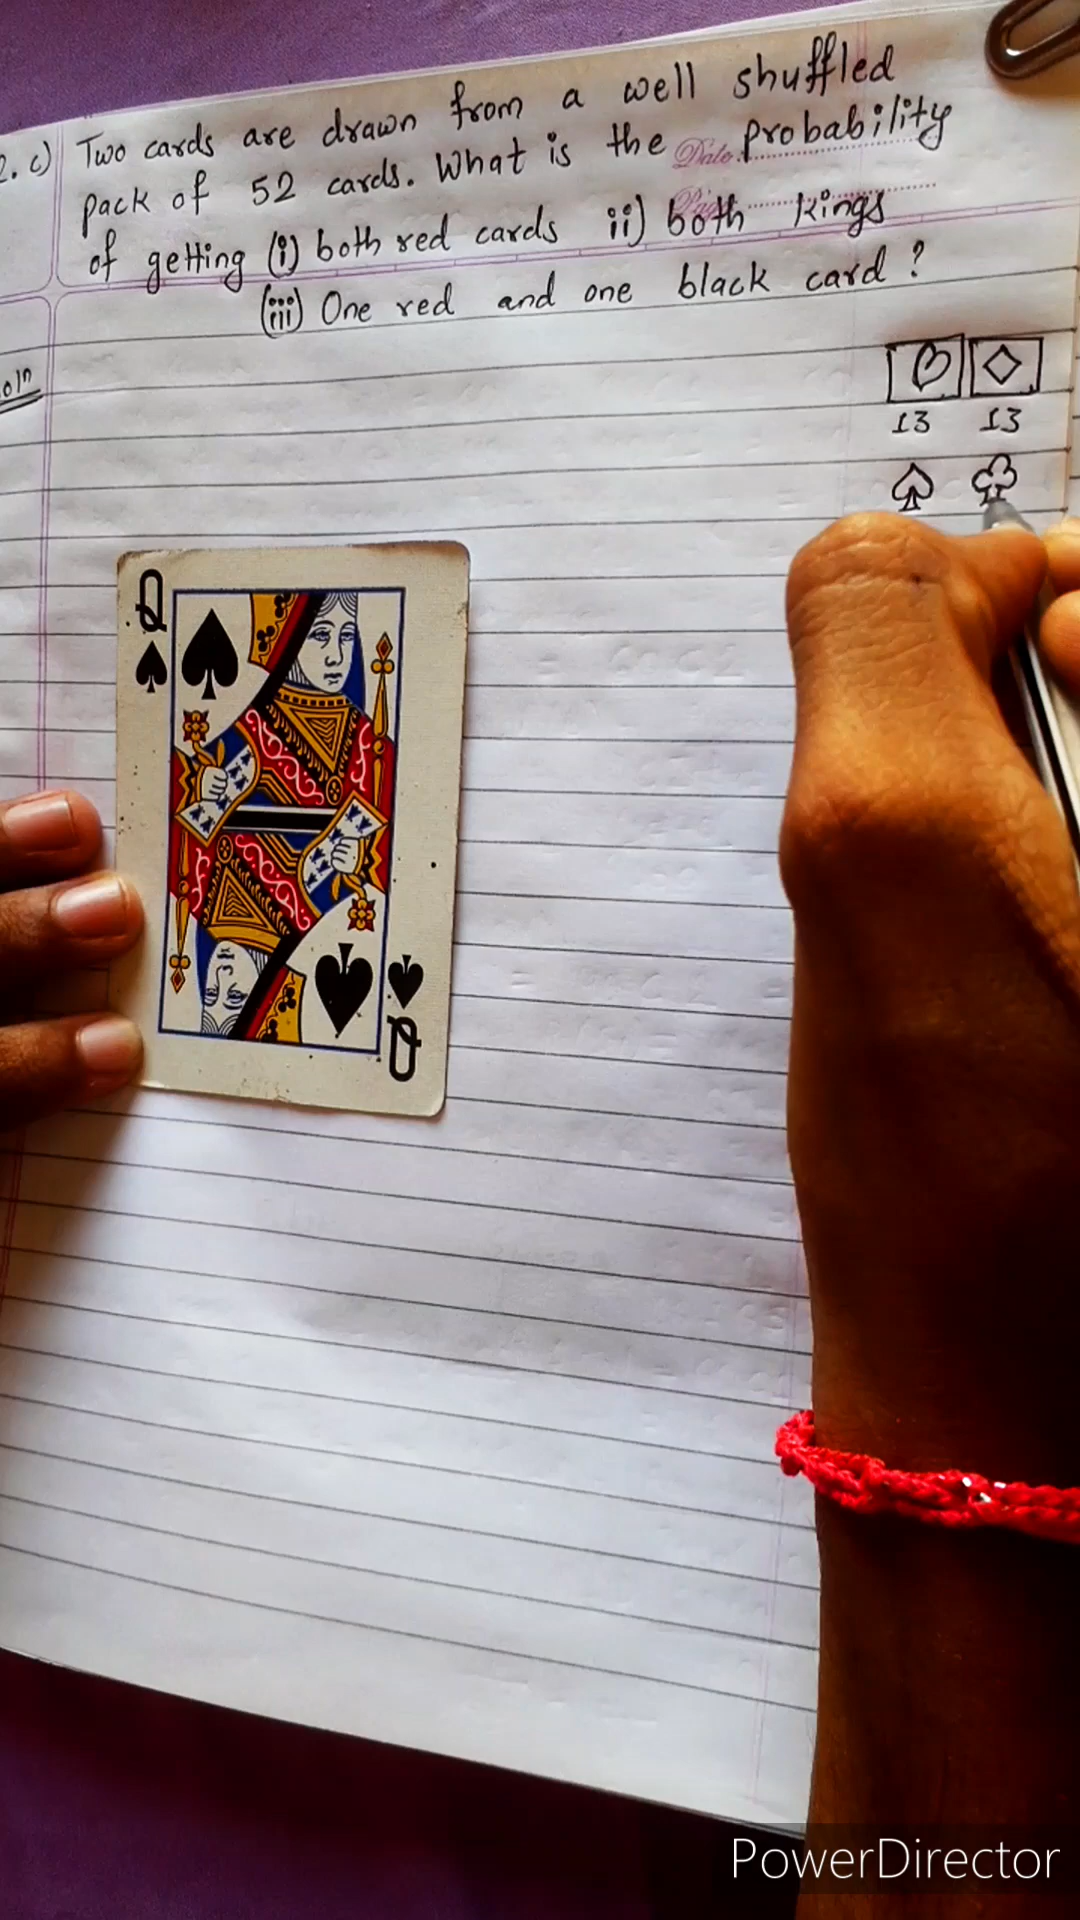 2. c) Two cards are drawn from a well shuffled
pack of 52 cards. What is the probability
of getting (i) both red cards ii) both kings
(iii) One red and one black card ?
Date
Soln
13 13
Q
Q
PowerDirector